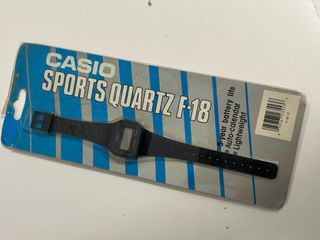 CASIO
SPORTS QUARTZ F-18
5-year battery life
Auto-calendar
Lightweight